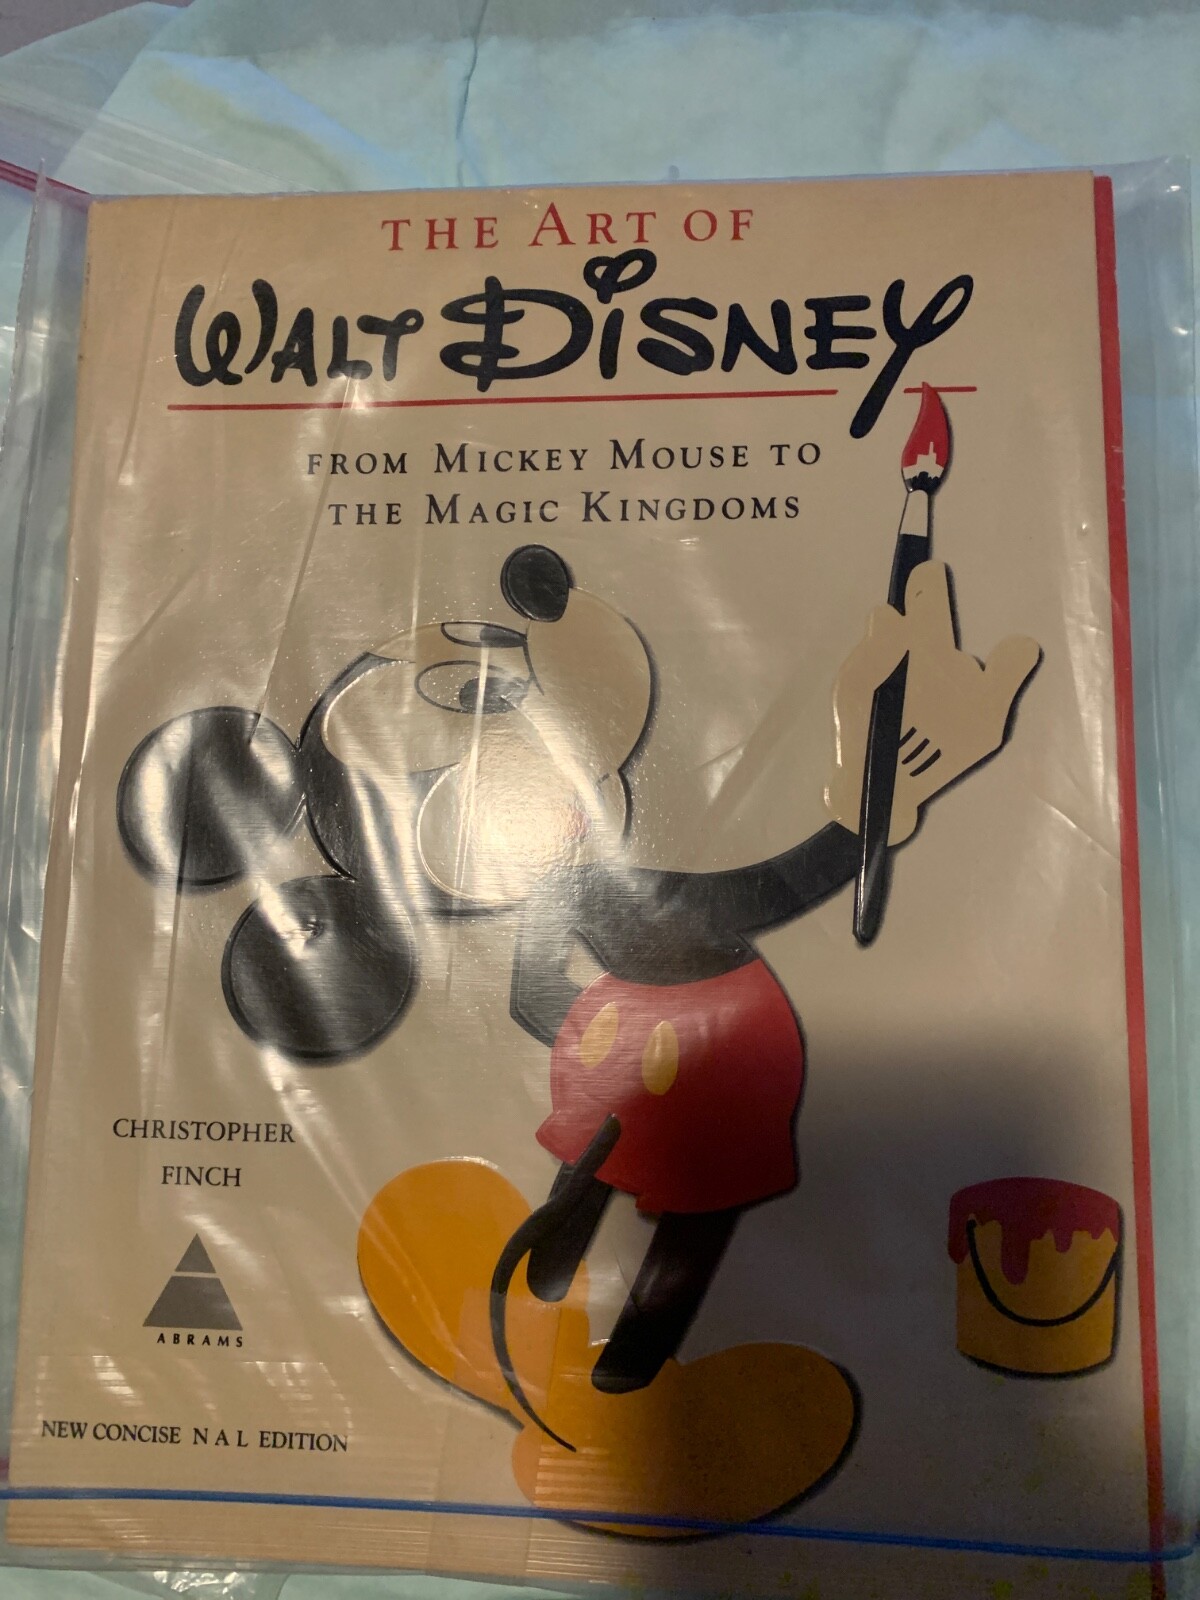 THE ART OF
WALT DISNEY
FROM MICKEY MOUSE TO
THE MAGIC KINGDOMS
CHRISTOPHER
FINCH
ABRAMS
NEW CONCISE N A L EDITION